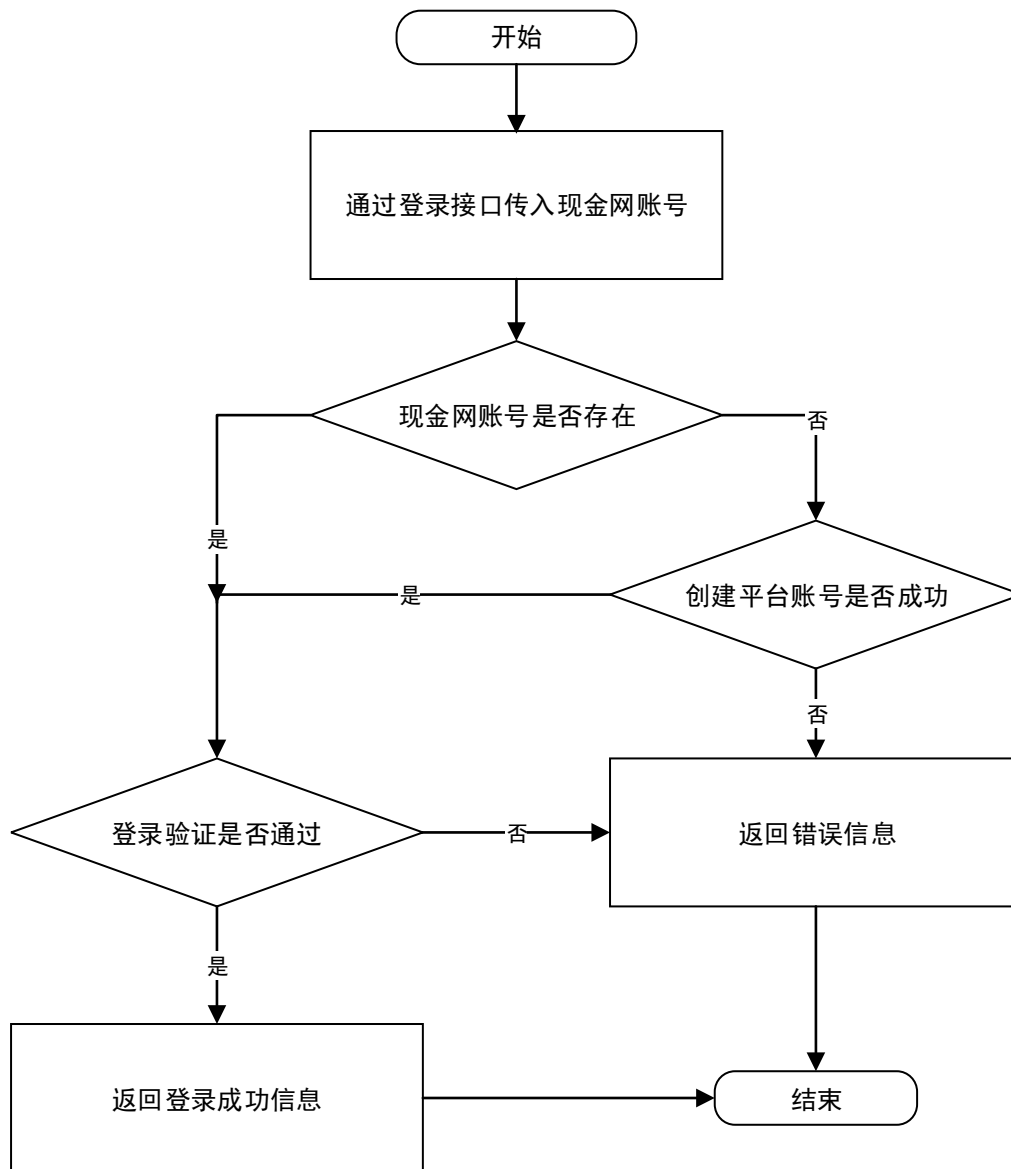 开始
通过登录接口传入现金网账号
现金网账号是否存在
否
是
是
创建平台账号是否成功
否
登录验证是否通过
否
返回错误信息
是
返回登录成功信息
结束